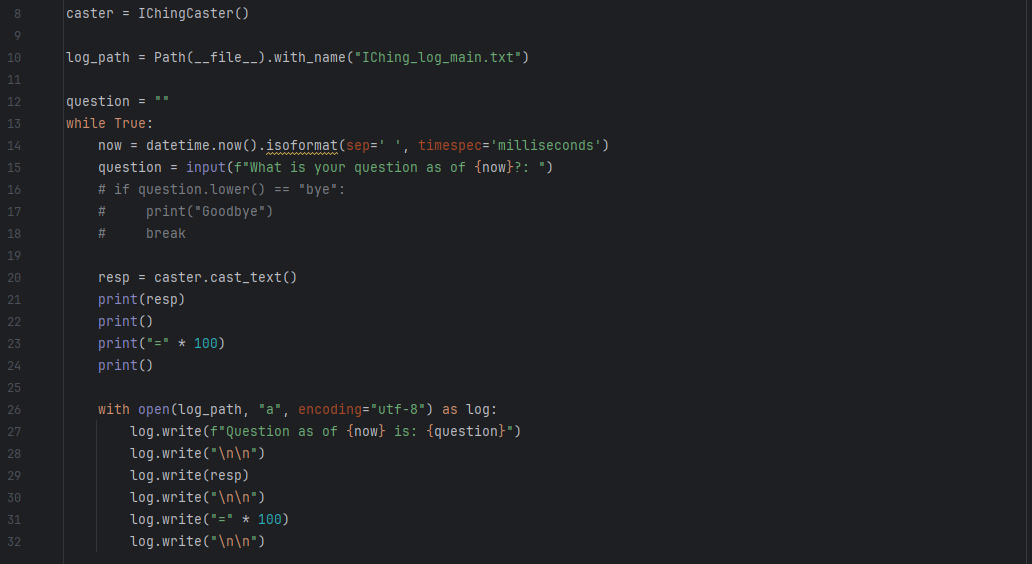 8 caster = IChingCaster()
9
10 log_path = Path(__file__).with_name("IChing_log_main.txt")
11
12 question = ""
13 while True:
14     now = datetime.now().isoformat(sep=' ', timespec='milliseconds')
15     question = input(f"What is your question as of {now}?: ")
16     # if question.lower() == "bye":
17     #     print("Goodbye")
18     #     break
19
20     resp = caster.cast_text()
21     print(resp)
22     print()
23     print("=" * 100)
24     print()
25
26     with open(log_path, "a", encoding="utf-8") as log:
27         log.write(f"Question as of {now} is: {question}")
28         log.write("\n\n")
29         log.write(resp)
30         log.write("\n\n")
31         log.write("=" * 100)
32         log.write("\n\n")